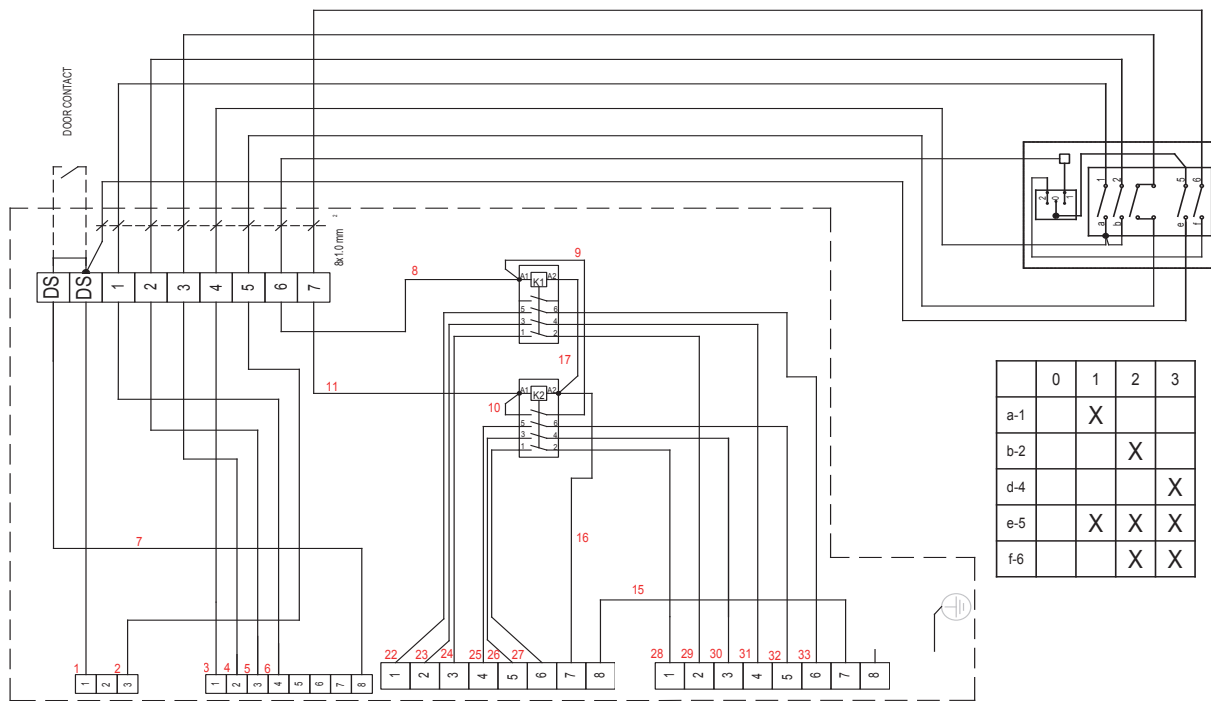 DOOR CONTACT
8x1.0 mm 2
DS DS 1 2 3 4 5 6 7
1 2 5 6
2 0 1
a b e f
8
9
A1 K1 A2
5 6
3 4
1 2
17
11
A1 K2 A2
10
5 6
3 4
1 2
0 1 2 3
a-1 X
b-2 X
d-4 X
e-5 X X X
f-6 X X
7
16
15
1 2
3 4 5 6
22 23 24 25 26 27
28 29 30 31 32 33
1 2 3
1 2 3 4 5 6 7 8
1 2 3 4 5 6 7 8
1 2 3 4 5 6 7 8